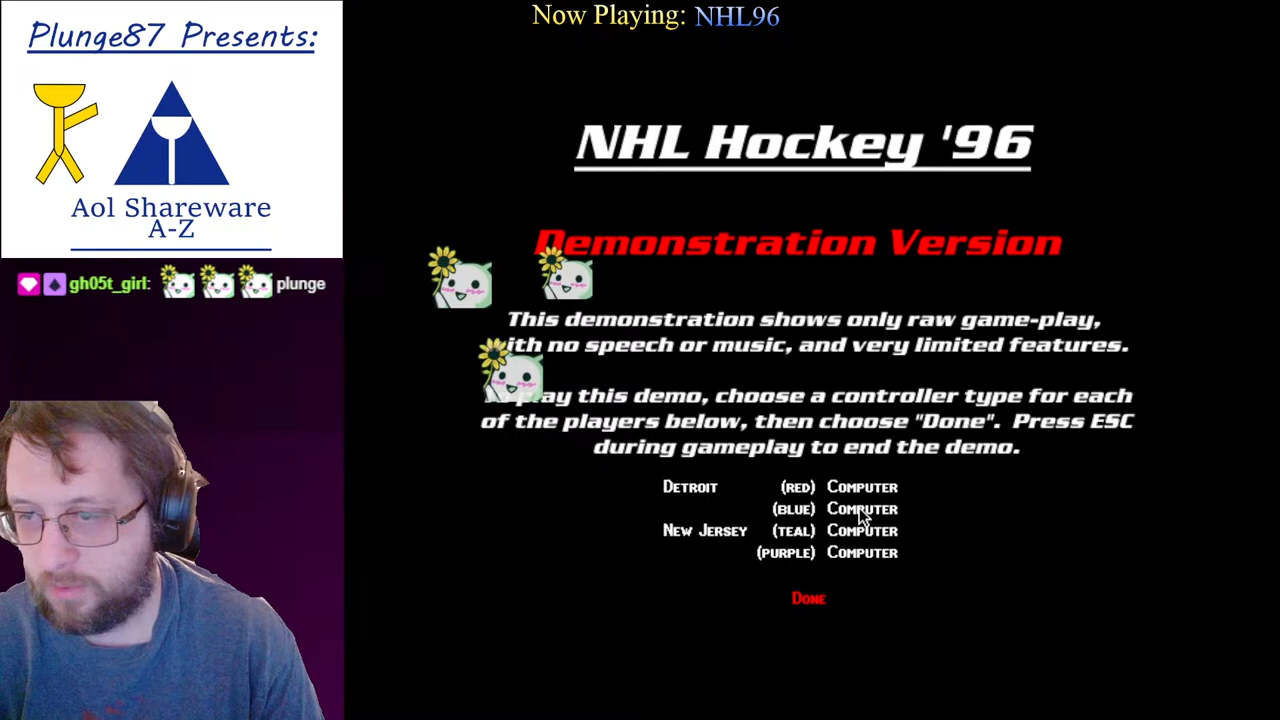 Now Playing: NHL96
Plunge87 Presents:
Aol Shareware
A-Z
gh05t_girl: plunge
NHL Hockey '96
Demonstration Version
This demonstration shows only raw game-play,
with no speech or music, and very limited features.
play this demo, choose a controller type for each
of the players below, then choose "Done". Press ESC
during gameplay to end the demo.
Detroit (red) Computer
(blue) Computer
New Jersey (teal) Computer
(purple) Computer
Done